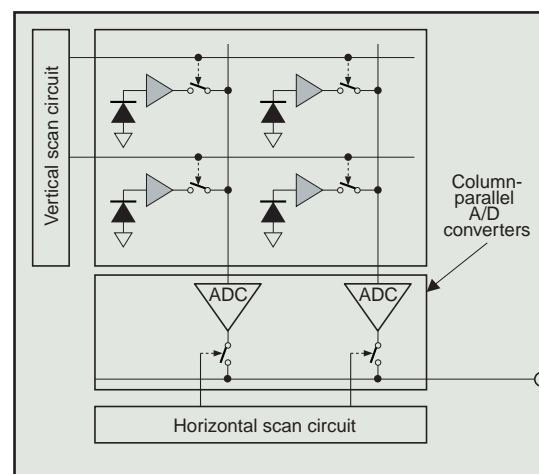 Vertical scan circuit
Column-
parallel
A/D
converters
ADC
ADC
Horizontal scan circuit